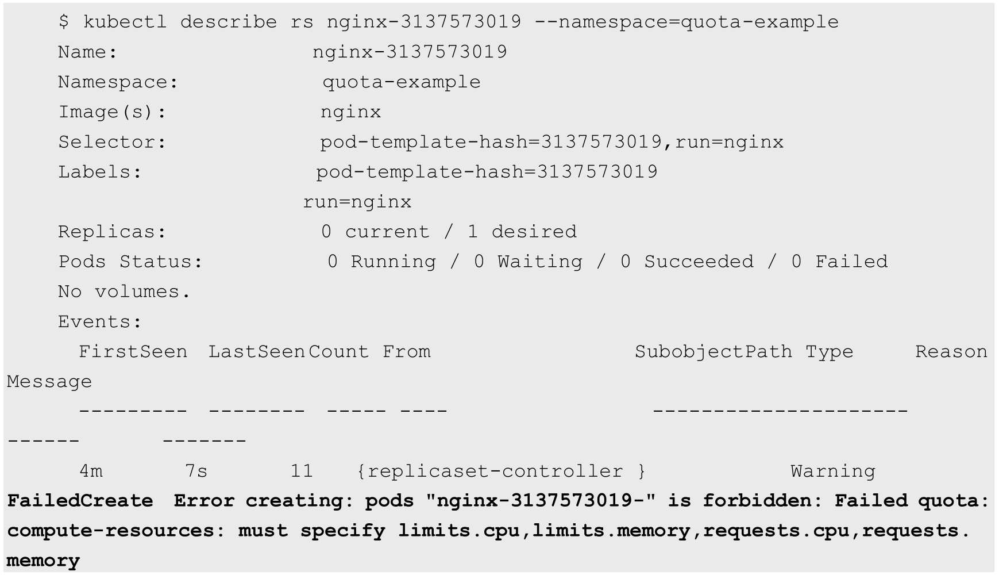 $ kubectl describe rs nginx-3137573019 --namespace=quota-example
Name: nginx-3137573019
Namespace: quota-example
Image(s): nginx
Selector: pod-template-hash=3137573019,run=nginx
Labels: pod-template-hash=3137573019
run=nginx
Replicas: 0 current / 1 desired
Pods Status: 0 Running / 0 Waiting / 0 Succeeded / 0 Failed
No volumes.
Events:
FirstSeen LastSeen Count From SubobjectPath Type Reason
Message
--------- -------- ----- ---- ---------------------
------ -------
4m 7s 11 {replicaset-controller } Warning
FailedCreate Error creating: pods "nginx-3137573019-" is forbidden: Failed quota:
compute-resources: must specify limits.cpu,limits.memory,requests.cpu,requests.
memory